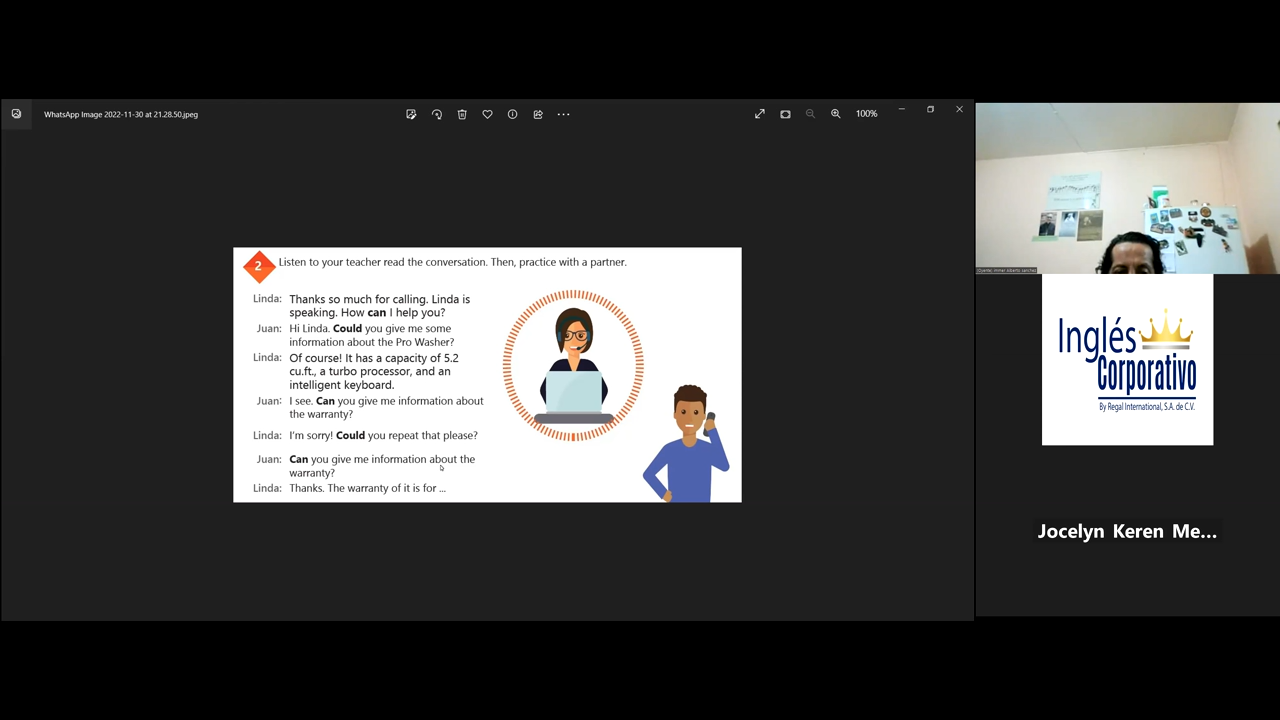 WhatsApp Image 2022-11-30 at 21.28.50.jpeg
100%
2
Listen to your teacher read the conversation. Then, practice with a partner.
Linda: Thanks so much for calling. Linda is
speaking. How can I help you?
Juan: Hi Linda. Could you give me some
information about the Pro Washer?
Linda: Of course! It has a capacity of 5.2
cu.ft., a turbo processor, and an
intelligent keyboard.
Juan: I see. Can you give me information about
the warranty?
Linda: I'm sorry! Could you repeat that please?
Juan: Can you give me information about the
warranty?
Linda: Thanks. The warranty of it is for ...
Inglés
Corporativo
By Regal International, S.A. de C.V.
Jocelyn Keren Me...